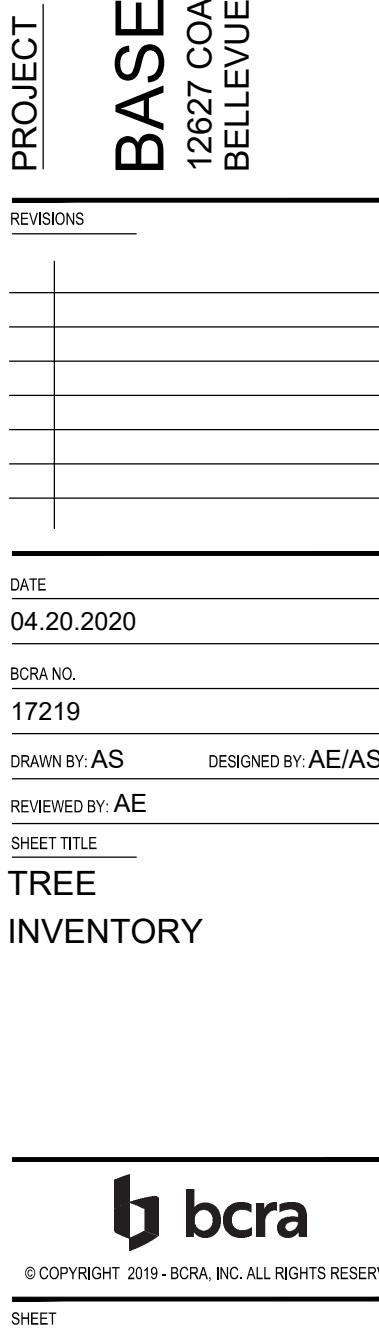 PROJECT
BASE
12627 COA
BELLEVUE
REVISIONS
DATE
04.20.2020
BCRA NO.
17219
DRAWN BY: AS DESIGNED BY: AE/AS
REVIEWED BY: AE
SHEET TITLE
TREE
INVENTORY
bcra
© COPYRIGHT 2019 - BCRA, INC. ALL RIGHTS RESERV
SHEET